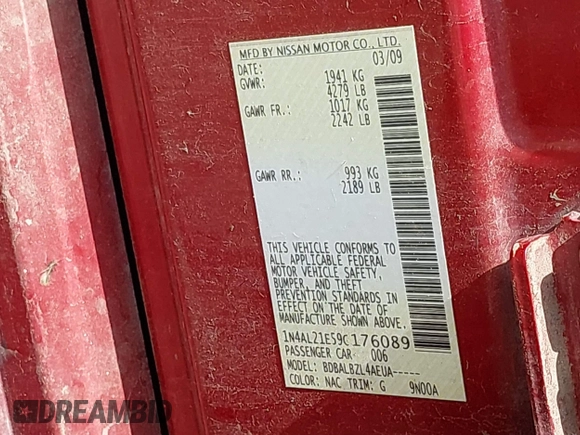 MFD BY NISSAN MOTOR CO., LTD.
DATE: 03/09
GVWR: 1941 KG
4279 LB
GAWR FR.: 1017 KG
2242 LB
GAWR RR.: 993 KG
2189 LB
THIS VEHICLE CONFORMS TO
ALL APPLICABLE FEDERAL
MOTOR VEHICLE SAFETY,
BUMPER, AND THEFT
PREVENTION STANDARDS IN
EFFECT ON THE DATE OF
MANUFACTURE SHOWN ABOVE.
1N4AL21E59C176089
PASSENGER CAR 006
MODEL: BDBALBZL4AEUA-----
COLOR: NAC TRIM: G 9N00A
DREAMBID